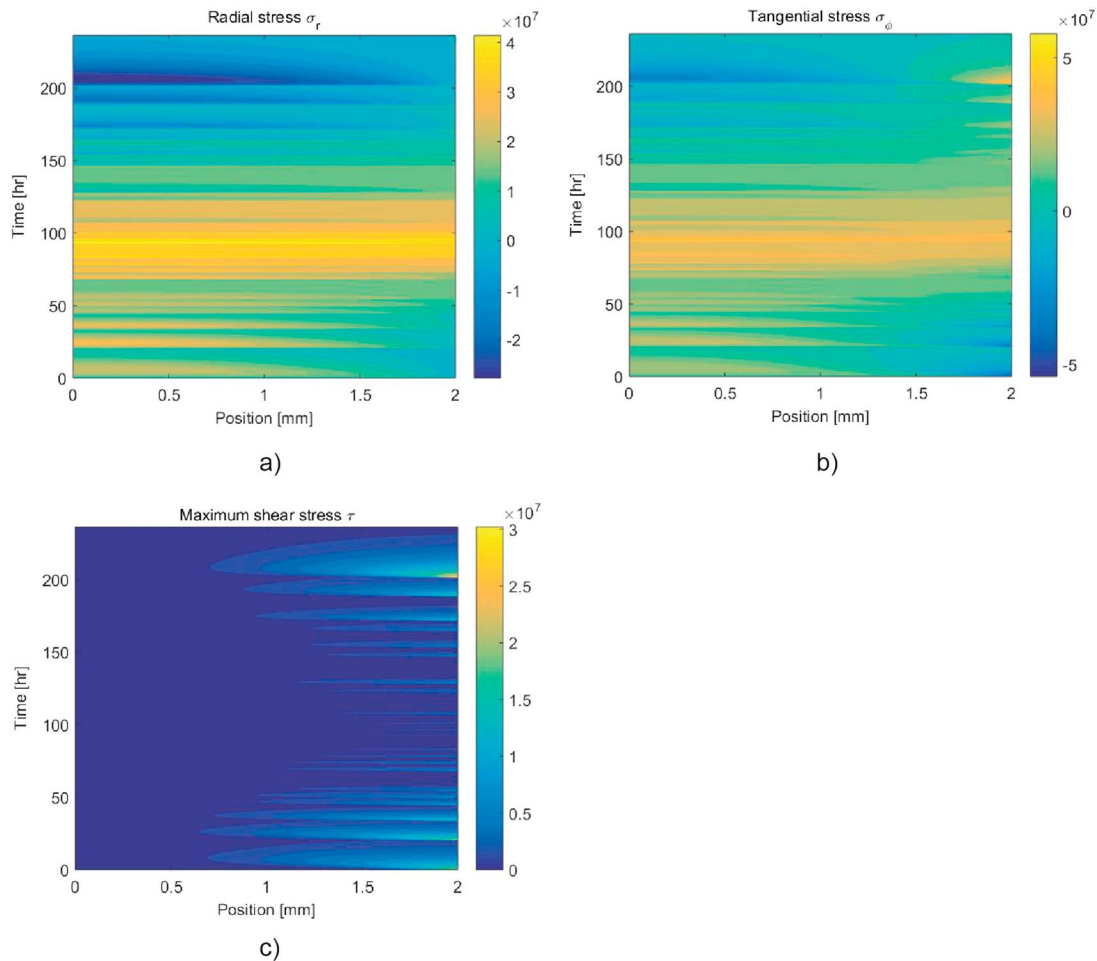 Radial stress σr
×10⁷
Time [hr]
200
150
100
50
0
0 0.5 1 1.5 2
Position [mm]
4
3
2
1
0
-1
-2
a)
Tangential stress σϕ
×10⁷
Time [hr]
200
150
100
50
0
0 0.5 1 1.5 2
Position [mm]
5
0
-5
b)
Maximum shear stress τ
×10⁷
Time [hr]
200
150
100
50
0
0 0.5 1 1.5 2
Position [mm]
3
2.5
2
1.5
1
0.5
0
c)